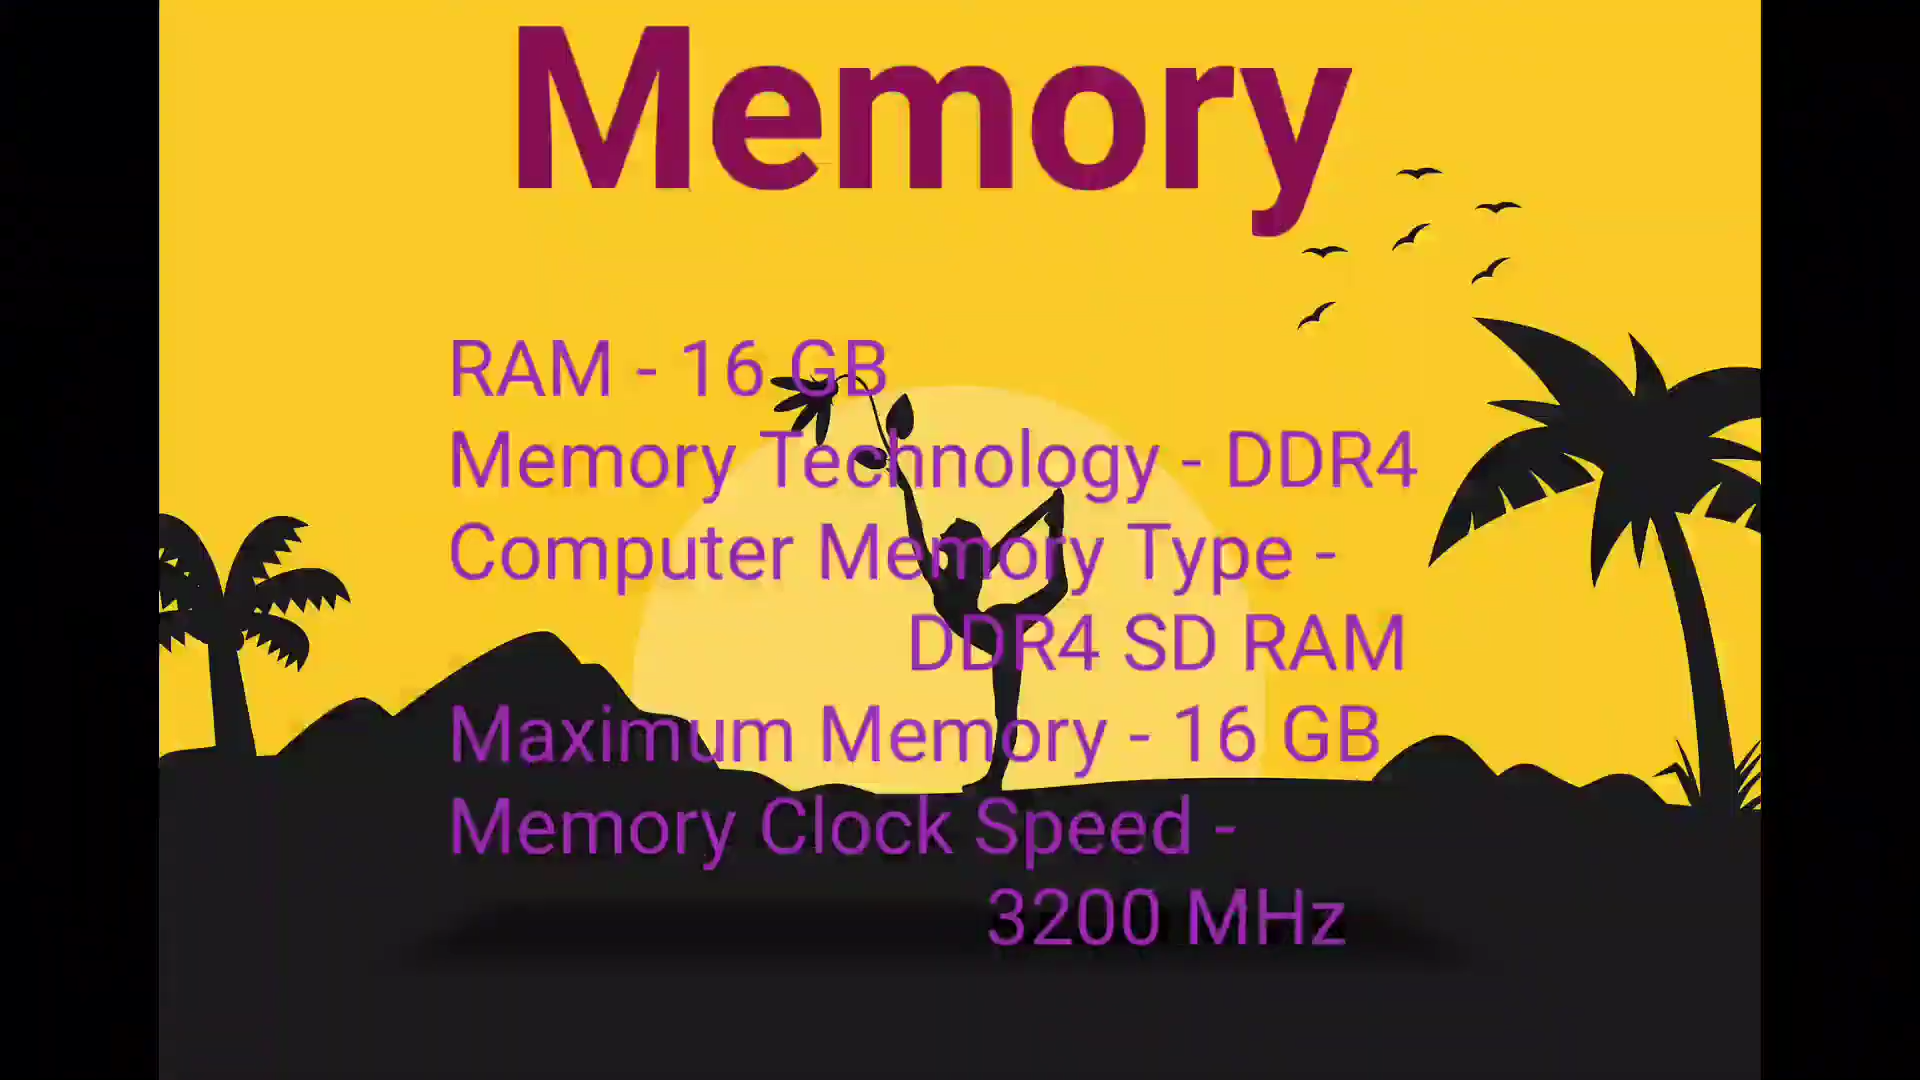 Memory
RAM - 16 GB
Memory Technology - DDR4
Computer Memory Type -
DDR4 SD RAM
Maximum Memory - 16 GB
Memory Clock Speed -
3200 MHz